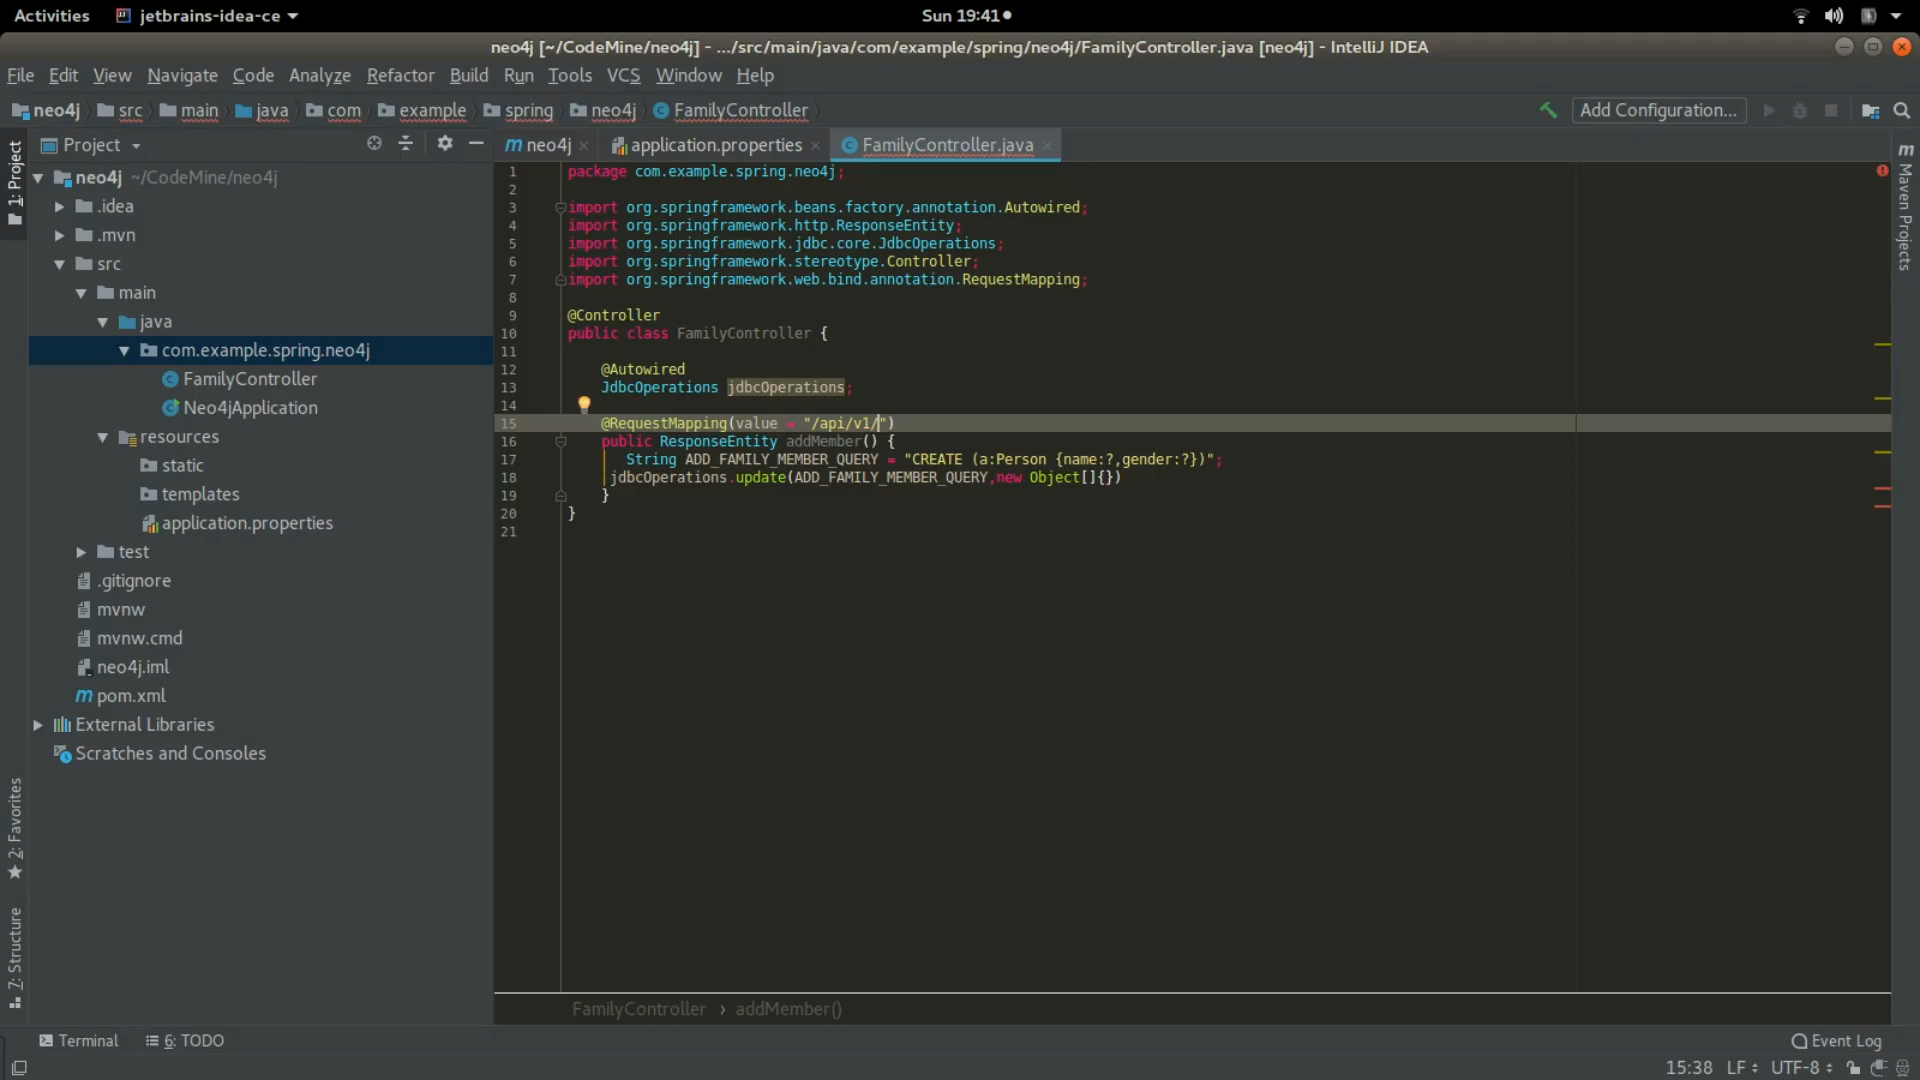 Activities jetbrains-idea-ce Sun 19:41
neo4j [~/CodeMine/neo4j] - .../src/main/java/com/example/spring/neo4j/FamilyController.java [neo4j] - IntelliJ IDEA
File Edit View Navigate Code Analyze Refactor Build Run Tools VCS Window Help
neo4j src main java com example spring neo4j FamilyController Add Configuration...
1: Project
Project
neo4j ~/CodeMine/neo4j
.idea
.mvn
src
main
java
com.example.spring.neo4j
FamilyController
Neo4jApplication
resources
static
templates
application.properties
test
.gitignore
mvnw
mvnw.cmd
neo4j.iml
pom.xml
External Libraries
Scratches and Consoles
2: Favorites
7: Structure
neo4j application.properties FamilyController.java
1 package com.example.spring.neo4j;
2
3 import org.springframework.beans.factory.annotation.Autowired;
4 import org.springframework.http.ResponseEntity;
5 import org.springframework.jdbc.core.JdbcOperations;
6 import org.springframework.stereotype.Controller;
7 import org.springframework.web.bind.annotation.RequestMapping;
8
9 @Controller
10 public class FamilyController {
11
12 @Autowired
13 JdbcOperations jdbcOperations;
14
15 @RequestMapping(value = "/api/v1/")
16 public ResponseEntity addMember() {
17 String ADD_FAMILY_MEMBER_QUERY = "CREATE (a:Person {name:?,gender:?})";
18 jdbcOperations.update(ADD_FAMILY_MEMBER_QUERY,new Object[]{})
19 }
20 }
21
Maven Projects
FamilyController › addMember()
Terminal 6: TODO Event Log
15:38 LF UTF-8